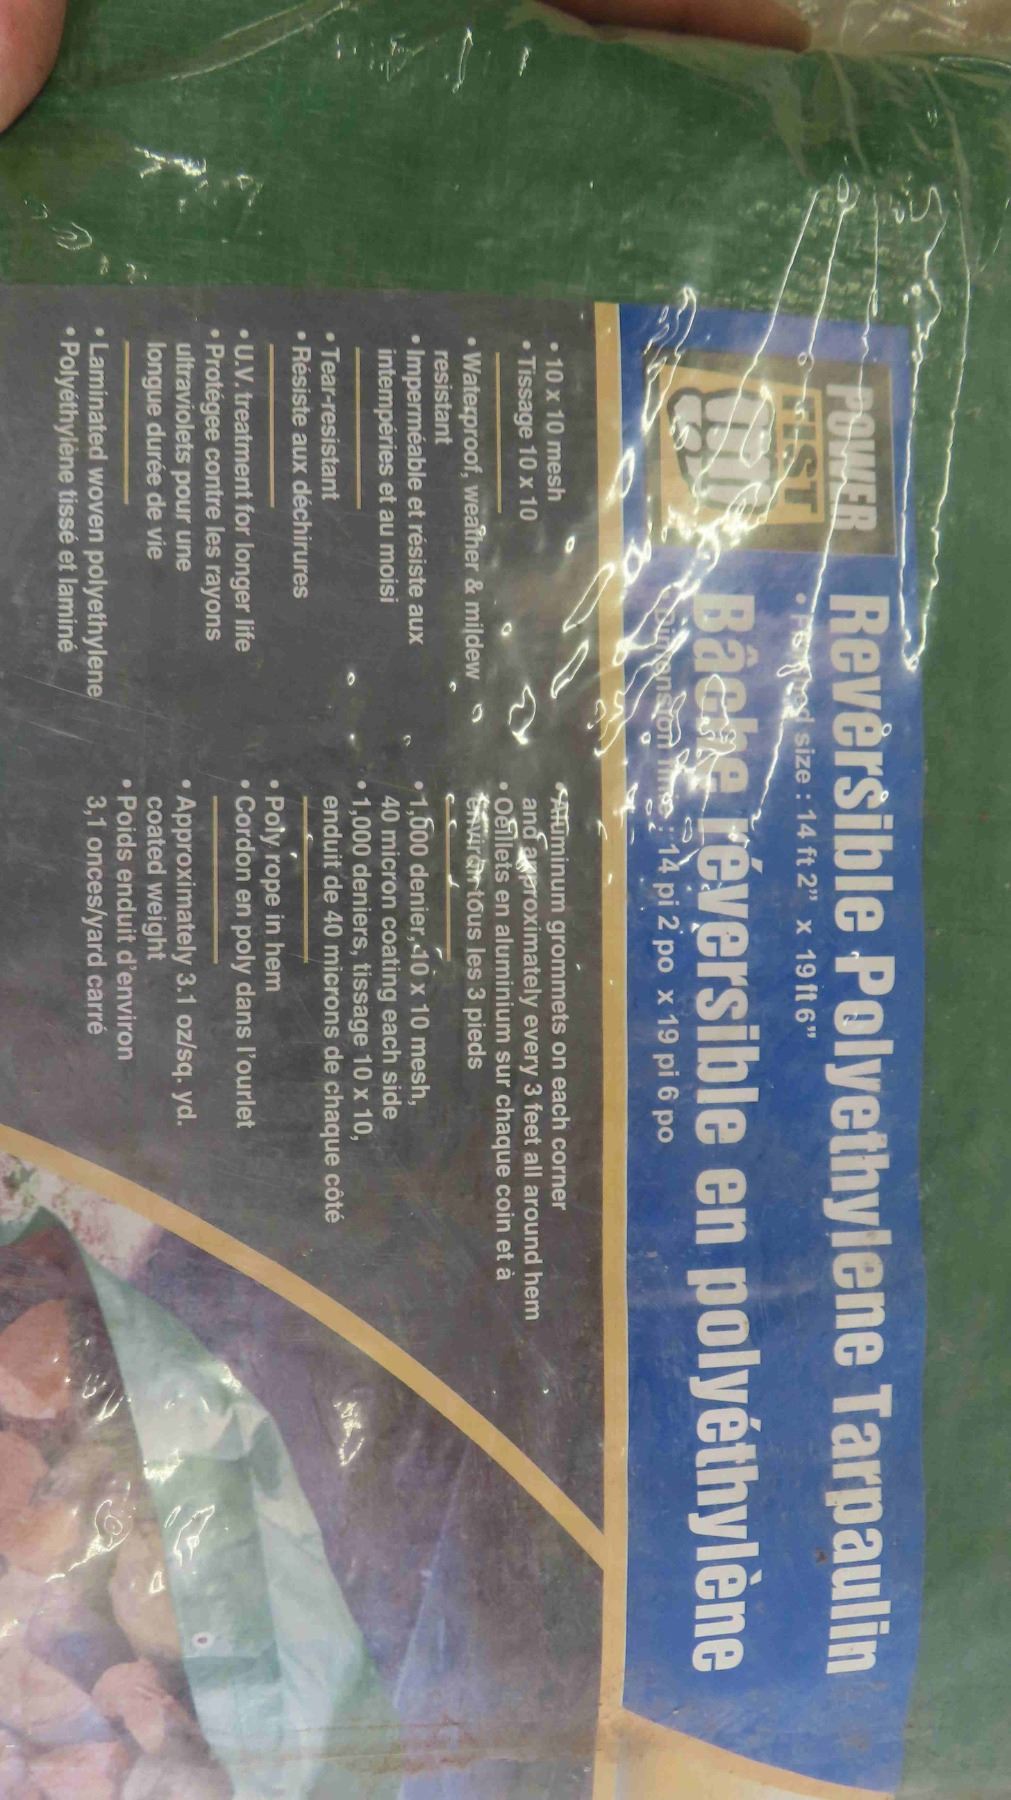 POWER
FIST
Reversible Polyethylene Tarpaulin
• size : 14 ft 2" x 19 ft 6"
Bâche réversible en polyéthylène
: 14 pi 2 po x 19 pi 6 po
• 10 x 10 mesh
• Tissage 10 x 10
• Waterproof, weather & mildew
resistant
• Imperméable et résiste aux
intempéries et au moisi
• Tear-resistant
• Résiste aux déchirures
• U.V. treatment for longer life
• Protégée contre les rayons
ultraviolets pour une
longue durée de vie
• Laminated woven polyethylene
• Polyéthylène tissé et laminé
• Aluminum grommets on each corner
and approximately every 3 feet all around hem
• Oeillets en aluminium sur chaque coin et à
environ tous les 3 pieds
• 1,000 denier, 10 x 10 mesh,
40 micron coating each side
• 1,000 deniers, tissage 10 x 10,
enduit de 40 microns de chaque côté
• Poly rope in hem
• Cordon en poly dans l'ourlet
• Approximately 3.1 oz/sq. yd.
coated weight
• Poids enduit d'environ
3,1 onces/yard carré